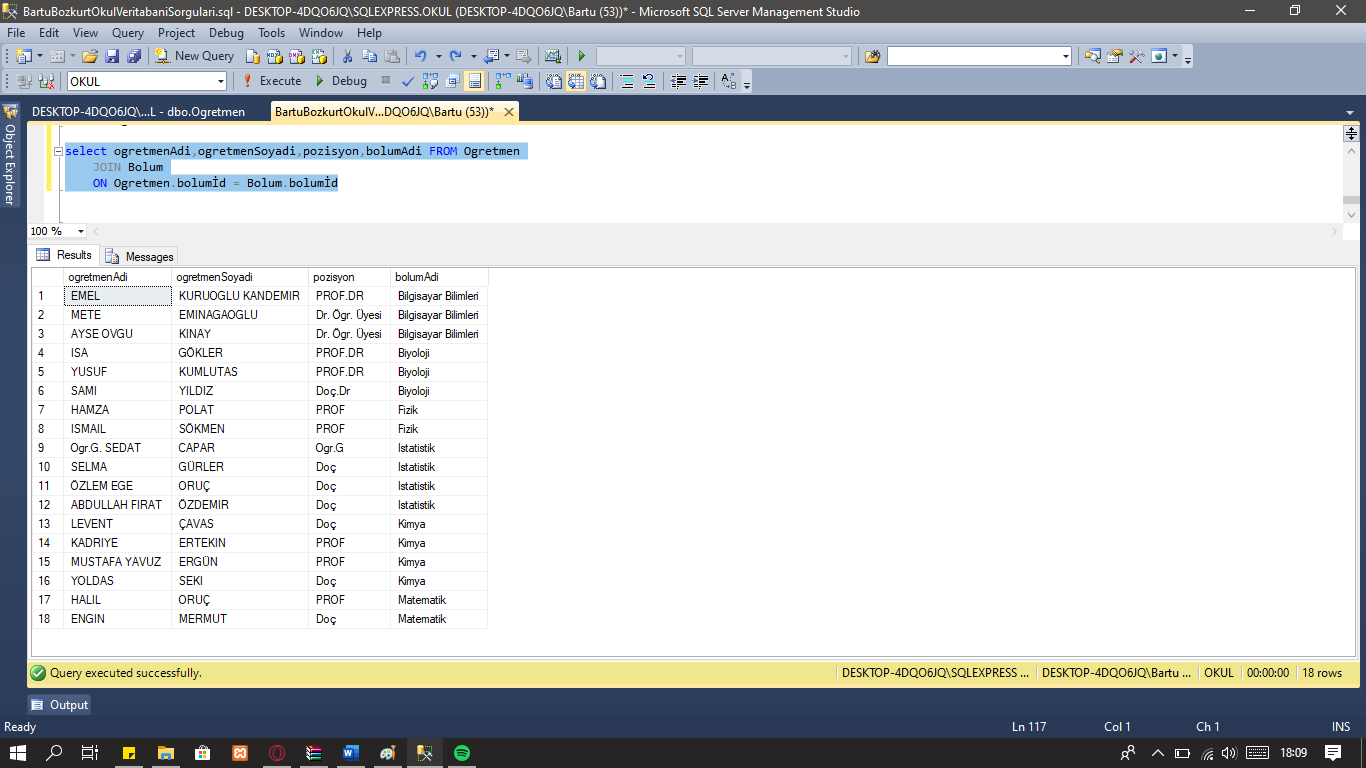 BartuBozkurtOkulVeritabaniSorgulari.sql - DESKTOP-4DQO6JQ\SQLEXPRESS.OKUL (DESKTOP-4DQO6JQ\Bartu (53))* - Microsoft SQL Server Management Studio
File Edit View Query Project Debug Tools Window Help
New Query
OKUL Execute Debug
DESKTOP-4DQO6JQ\...L - dbo.Ogretmen BartuBozkurtOkulV...DQO6JQ\Bartu (53))*
Object Explorer
select ogretmenAdi,ogretmenSoyadi,pozisyon,bolumAdi FROM Ogretmen
JOIN Bolum
ON Ogretmen.bolumİd = Bolum.bolumİd
100 %
Results Messages
ogretmenAdi ogretmenSoyadi pozisyon bolumAdi
1 EMEL KURUOGLU KANDEMIR PROF.DR Bilgisayar Bilimleri
2 METE EMINAGAOGLU Dr. Ögr. Üyesi Bilgisayar Bilimleri
3 AYSE OVGU KINAY Dr. Ögr. Üyesi Bilgisayar Bilimleri
4 ISA GÖKLER PROF.DR Biyoloji
5 YUSUF KUMLUTAS PROF.DR Biyoloji
6 SAMI YILDIZ Doç.Dr Biyoloji
7 HAMZA POLAT PROF Fizik
8 ISMAIL SÖKMEN PROF Fizik
9 Ogr.G. SEDAT CAPAR Ogr.G Istatistik
10 SELMA GÜRLER Doç Istatistik
11 ÖZLEM EGE ORUÇ Doç Istatistik
12 ABDULLAH FIRAT ÖZDEMIR Doç Istatistik
13 LEVENT ÇAVAS Doç Kimya
14 KADRIYE ERTEKIN PROF Kimya
15 MUSTAFA YAVUZ ERGÜN PROF Kimya
16 YOLDAS SEKI Doç Kimya
17 HALIL ORUÇ PROF Matematik
18 ENGIN MERMUT Doç Matematik
Query executed successfully. DESKTOP-4DQO6JQ\SQLEXPRESS ... DESKTOP-4DQO6JQ\Bartu ... OKUL 00:00:00 18 rows
Output
Ready Ln 117 Col 1 Ch 1 INS
18:09